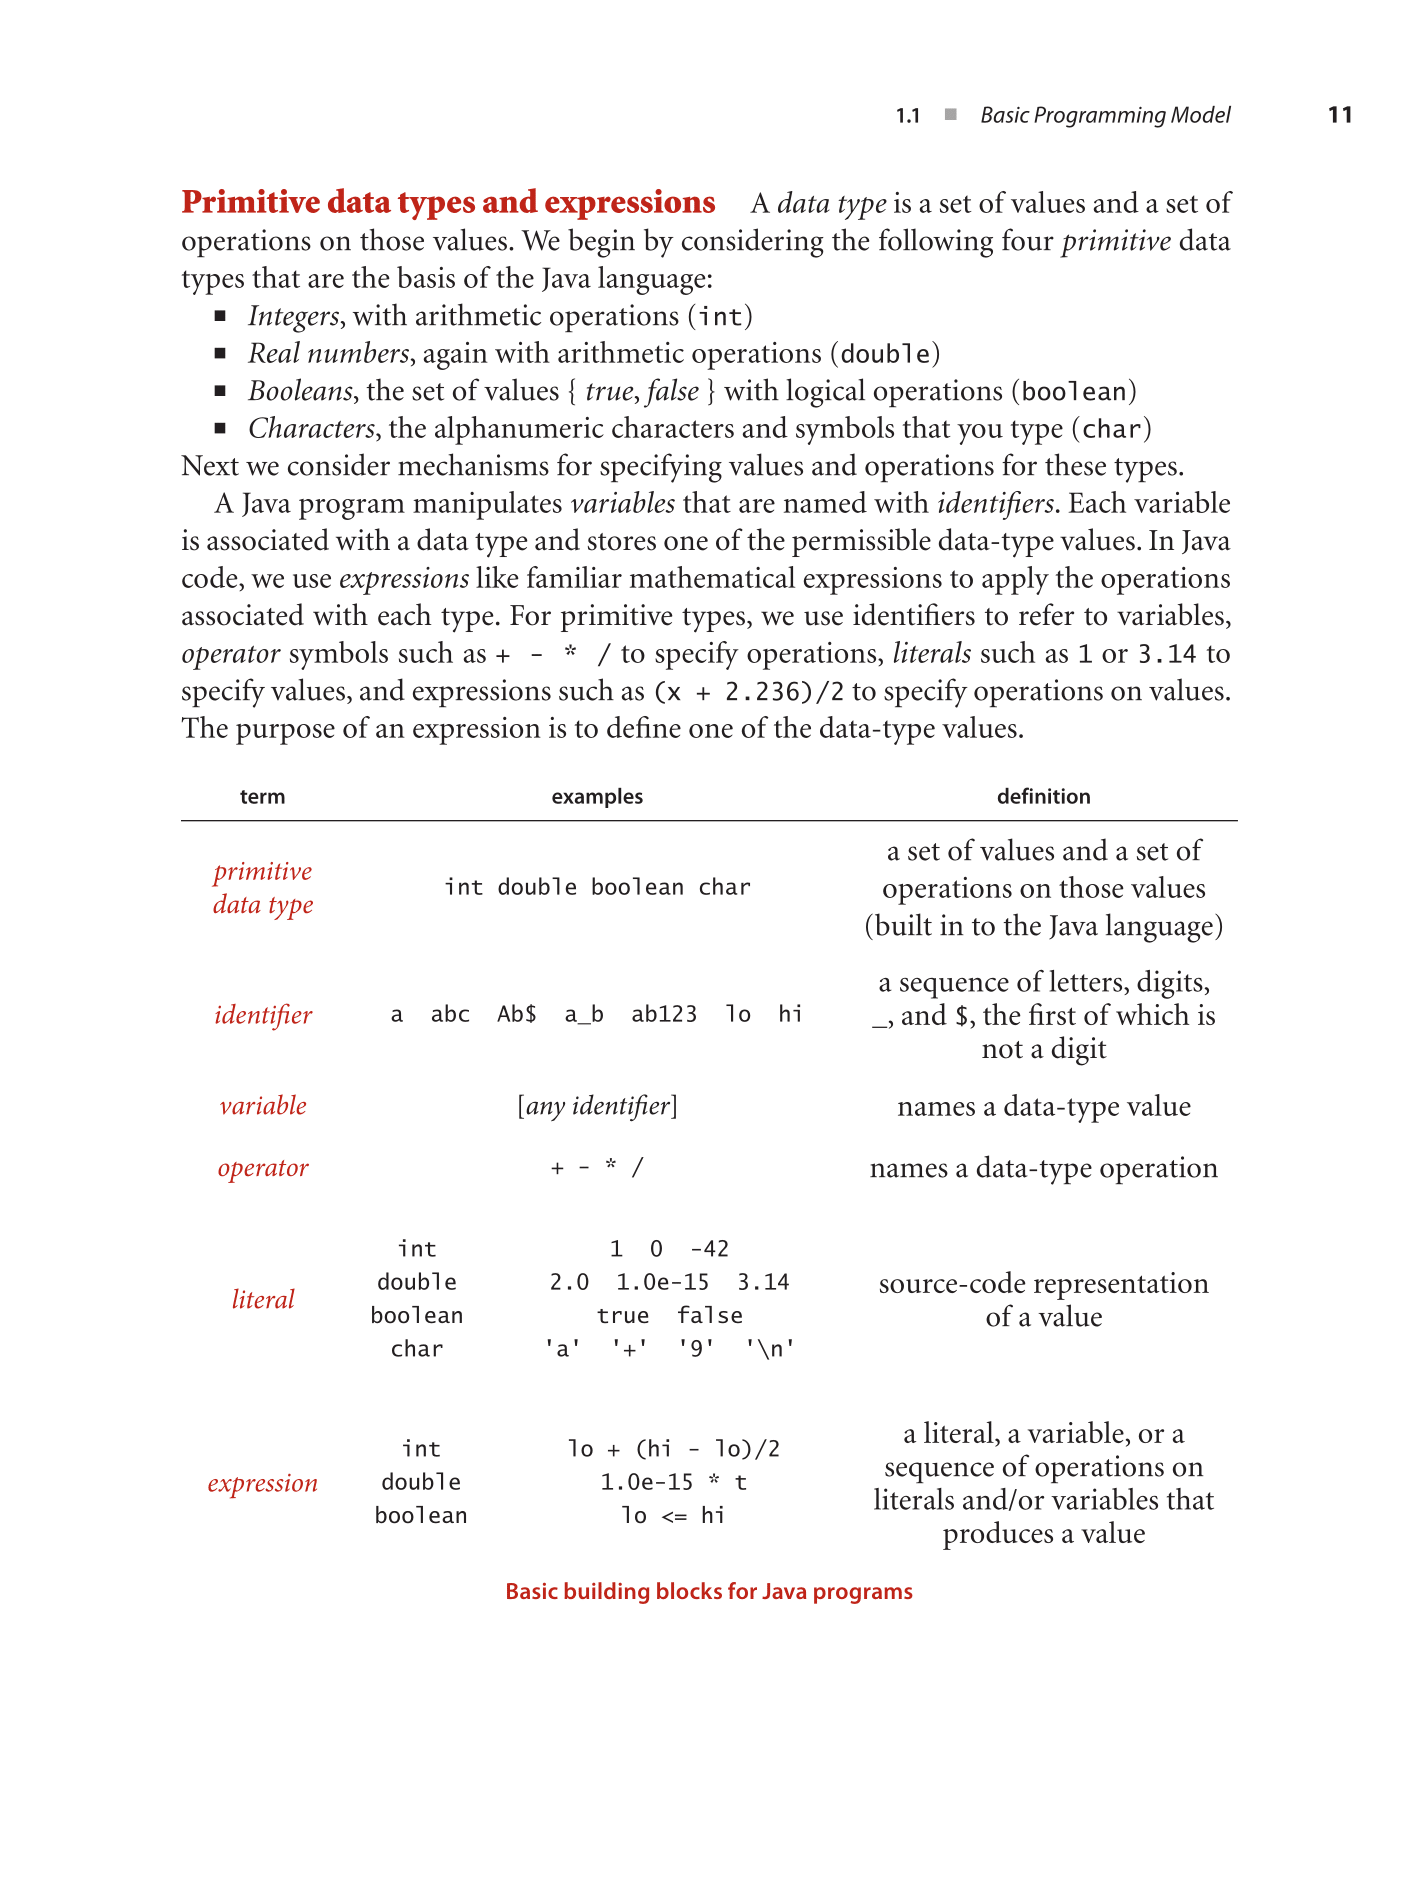 1.1 ■ Basic Programming Model 11
Primitive data types and expressions A data type is a set of values and a set of
operations on those values. We begin by considering the following four primitive data
types that are the basis of the Java language:
■ Integers, with arithmetic operations (int)
■ Real numbers, again with arithmetic operations (double)
■ Booleans, the set of values { true, false } with logical operations (boolean)
■ Characters, the alphanumeric characters and symbols that you type (char)
Next we consider mechanisms for specifying values and operations for these types.
A Java program manipulates variables that are named with identifiers. Each variable
is associated with a data type and stores one of the permissible data-type values. In Java
code, we use expressions like familiar mathematical expressions to apply the operations
associated with each type. For primitive types, we use identifiers to refer to variables,
operator symbols such as + - * / to specify operations, literals such as 1 or 3.14 to
specify values, and expressions such as (x + 2.236)/2 to specify operations on values.
The purpose of an expression is to define one of the data-type values.
term examples definition
primitive
data type
int double boolean char
a set of values and a set of
operations on those values
(built in to the Java language)
identifier
a abc Ab$ a_b ab123 lo hi
a sequence of letters, digits,
_, and $, the first of which is
not a digit
variable [any identifier] names a data-type value
operator + - * / names a data-type operation
literal
int 1 0 -42
double 2.0 1.0e-15 3.14
boolean true false
char 'a' '+' '9' '\n'
source-code representation
of a value
expression
int lo + (hi - lo)/2
double 1.0e-15 * t
boolean lo <= hi
a literal, a variable, or a
sequence of operations on
literals and/or variables that
produces a value
Basic building blocks for Java programs